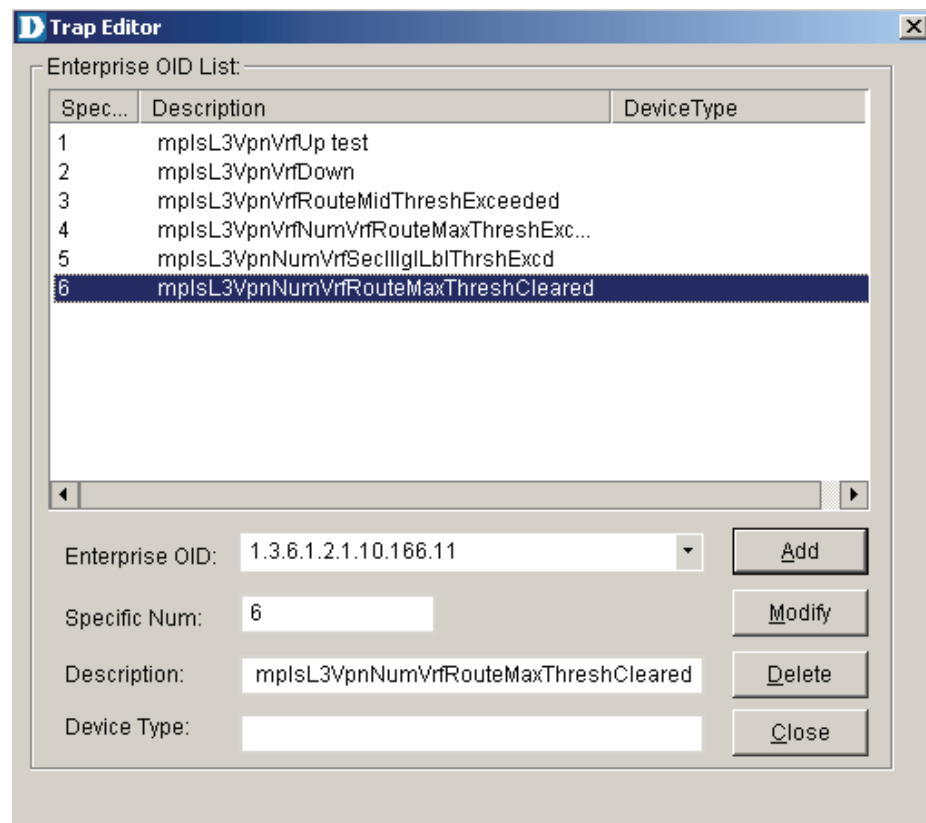 D Trap Editor
Enterprise OID List:
Spec... Description DeviceType
1 mplsL3VpnVrfUp test
2 mplsL3VpnVrfDown
3 mplsL3VpnVrfRouteMidThreshExceeded
4 mplsL3VpnVrfNumVrfRouteMaxThreshExc...
5 mplsL3VpnNumVrfSecIllglLblThrshExcd
6 mplsL3VpnNumVrfRouteMaxThreshCleared
Enterprise OID: 1.3.6.1.2.1.10.166.11 Add
Specific Num: 6 Modify
Description: mplsL3VpnNumVrfRouteMaxThreshCleared Delete
Device Type: Close